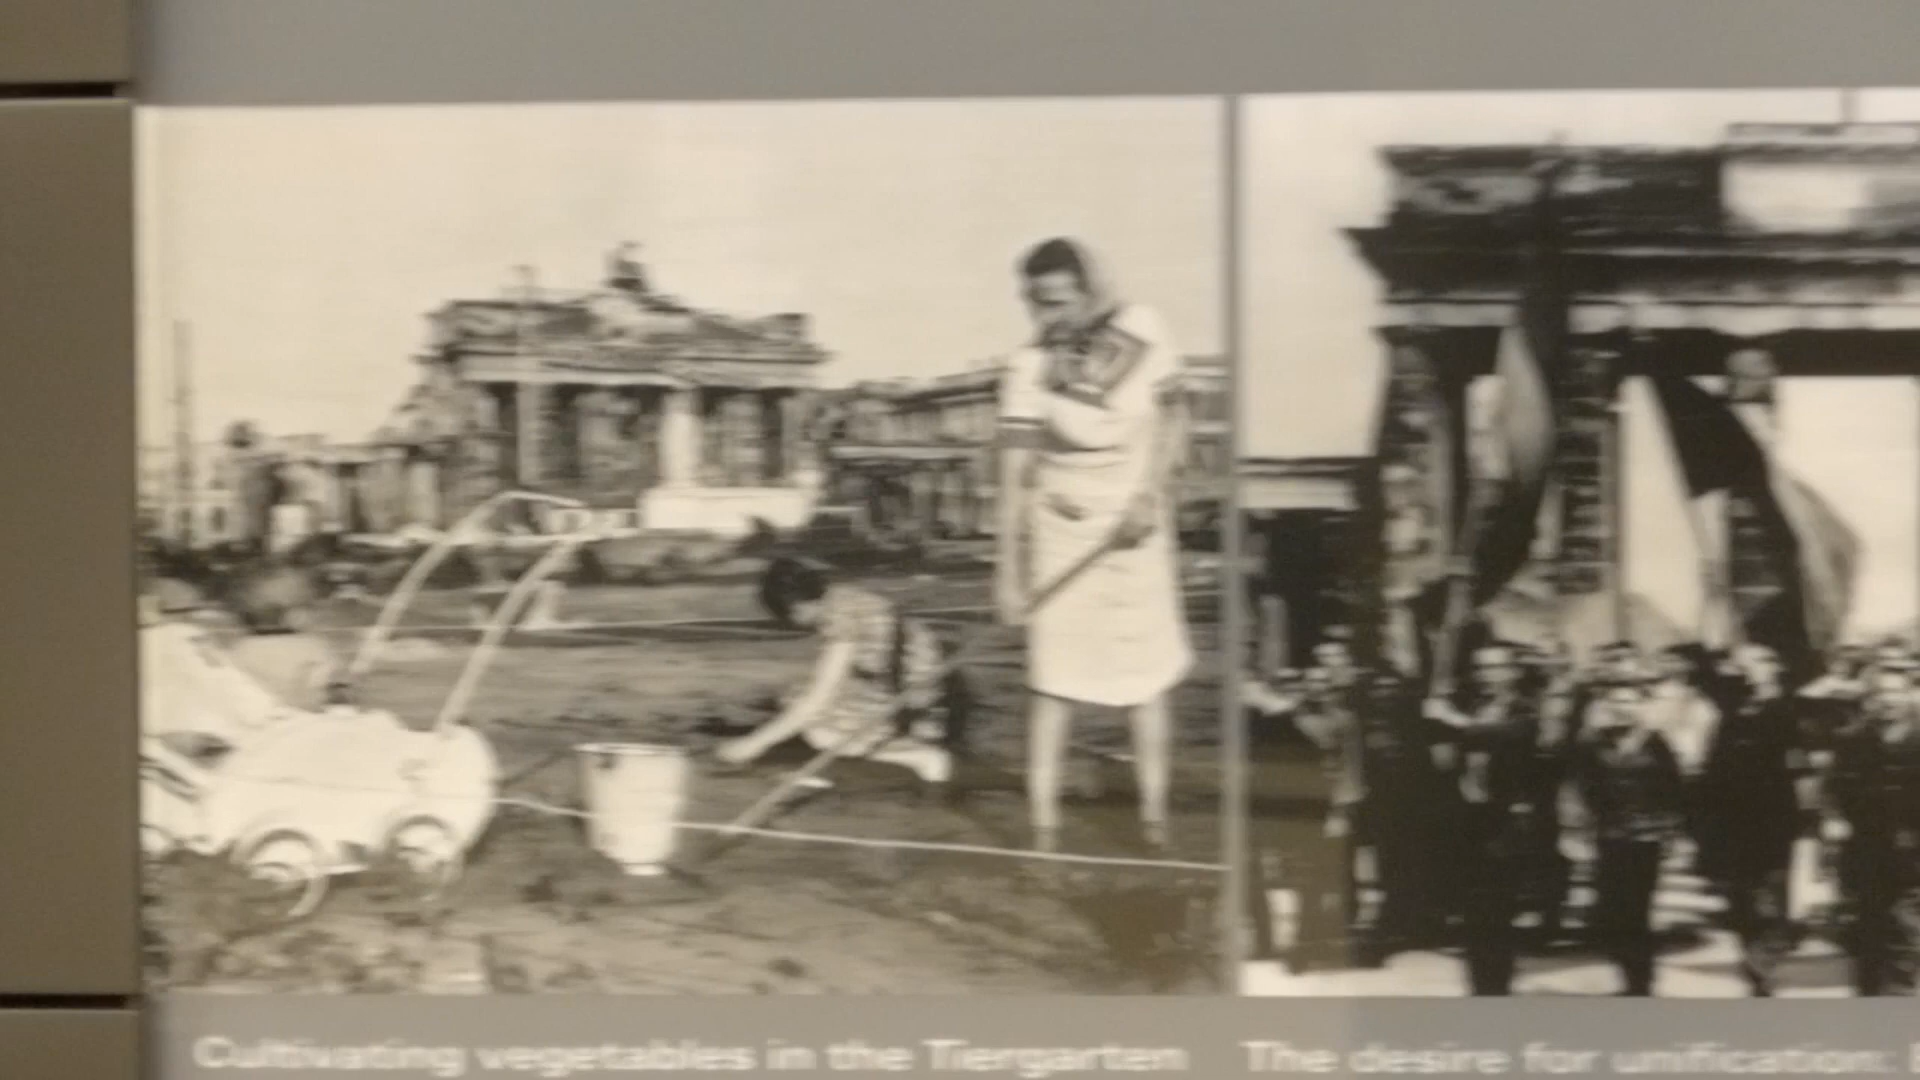 Cultivating vegetables in the Tiergarten
The desire for unification: